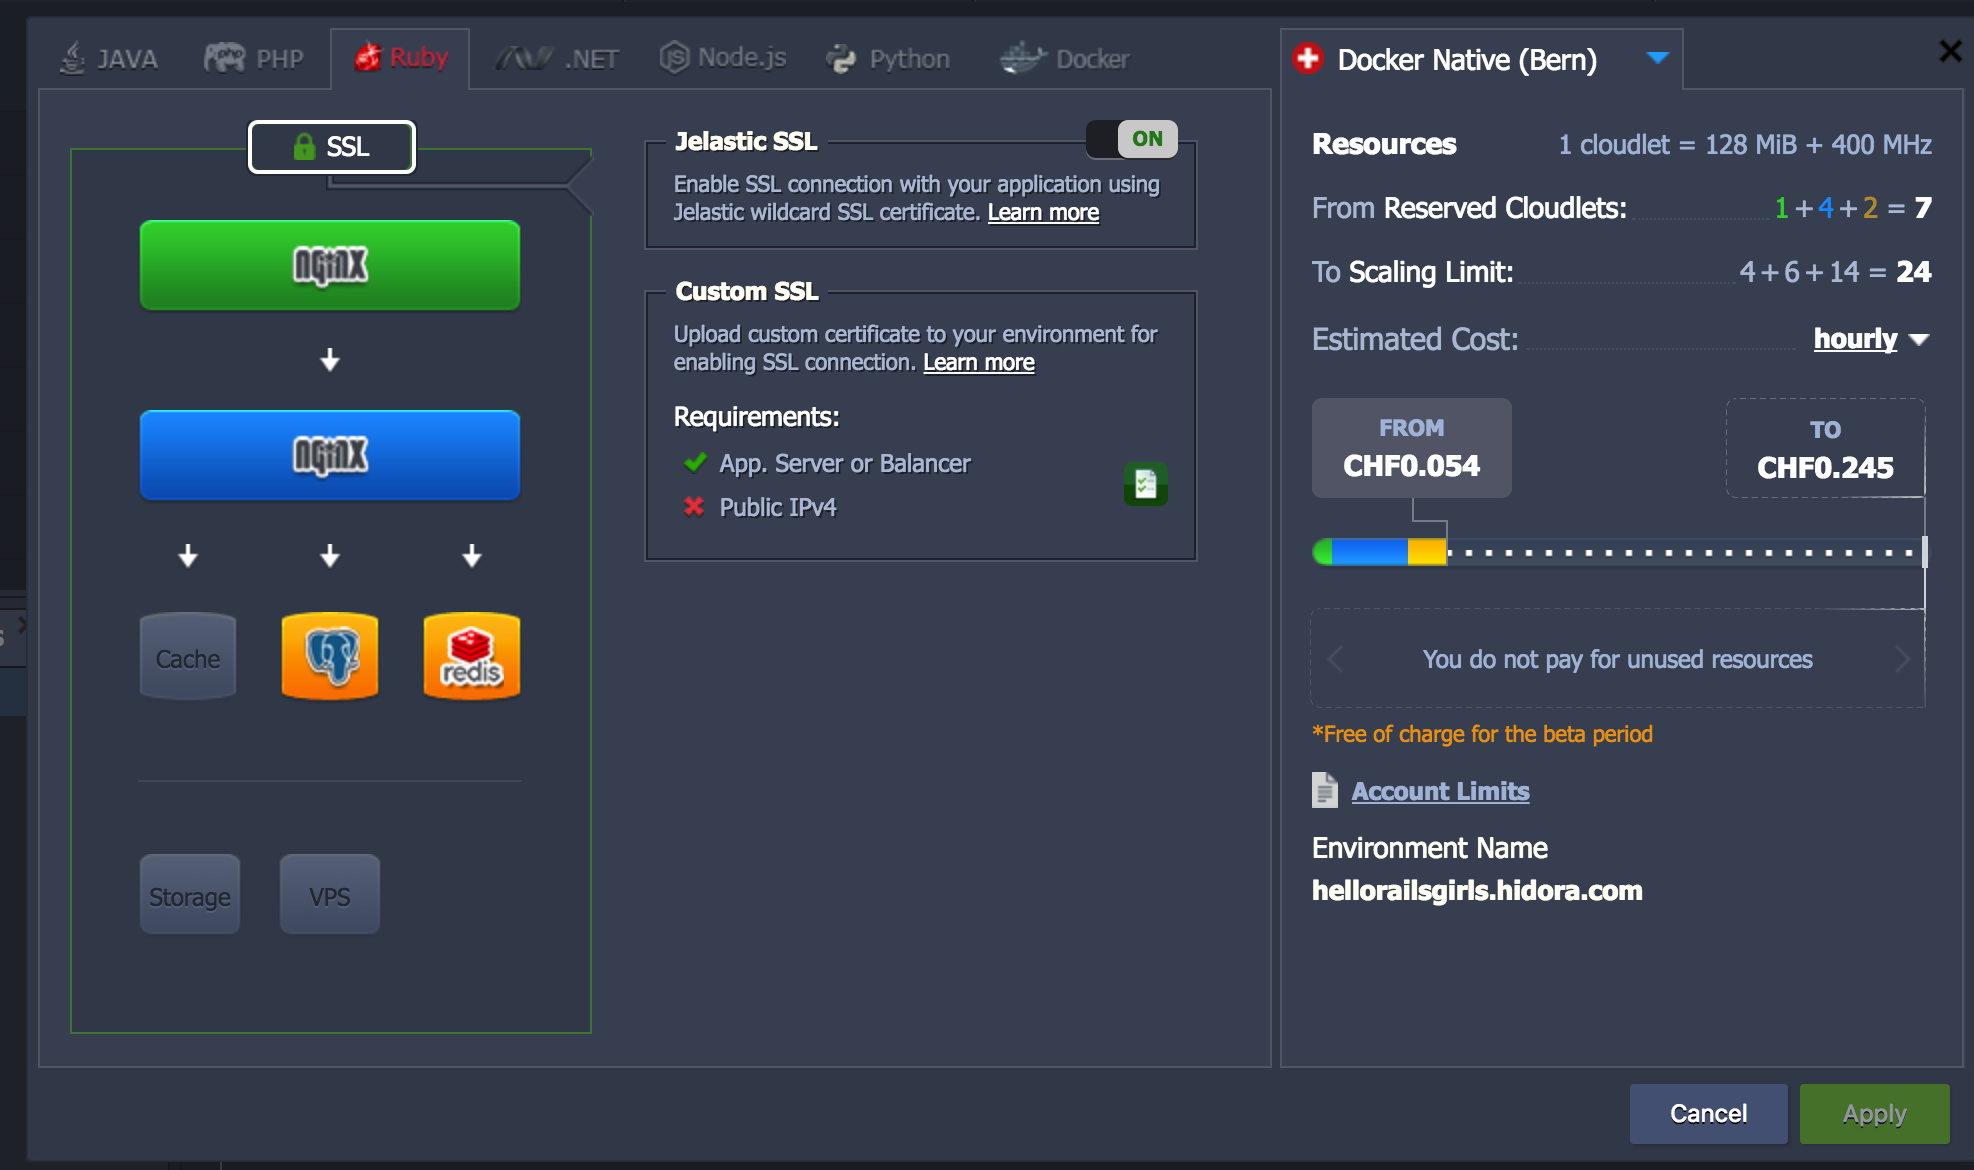 JAVA
PHP
Ruby
.NET
Node.js
Python
Docker
SSL
nginx
nginx
Cache
redis
Storage
VPS
Jelastic SSL
ON
Enable SSL connection with your application using
Jelastic wildcard SSL certificate. Learn more
Custom SSL
Upload custom certificate to your environment for
enabling SSL connection. Learn more
Requirements:
App. Server or Balancer
Public IPv4
Docker Native (Bern)
Resources 1 cloudlet = 128 MiB + 400 MHz
From Reserved Cloudlets: 1 + 4 + 2 = 7
To Scaling Limit: 4 + 6 + 14 = 24
Estimated Cost: hourly
FROM
CHF0.054
TO
CHF0.245
You do not pay for unused resources
*Free of charge for the beta period
Account Limits
Environment Name
hellorailsgirls.hidora.com
Cancel
Apply